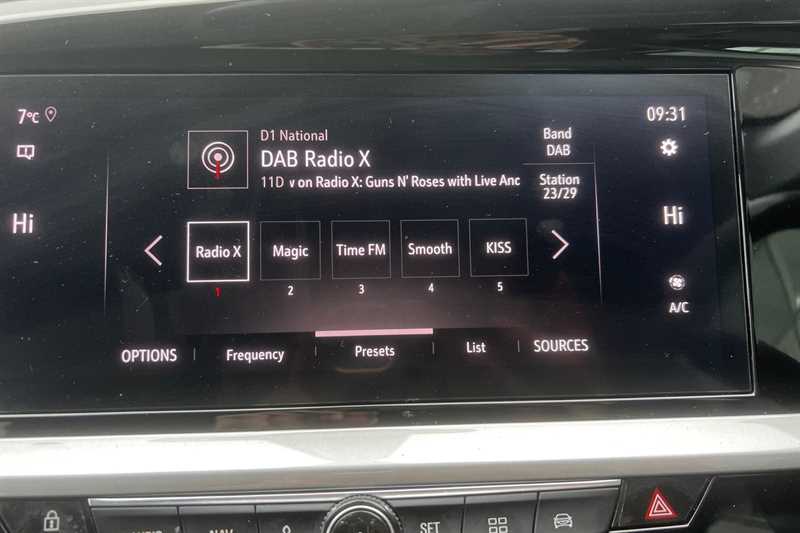 7°C
09:31
D1 National
DAB Radio X
11D v on Radio X: Guns N' Roses with Live Anc
Band
DAB
Station
23/29
Hi
Hi
Radio X
Magic
Time FM
Smooth
KISS
1
2
3
4
5
A/C
OPTIONS
Frequency
Presets
List
SOURCES
AUDIO
NAV
SET